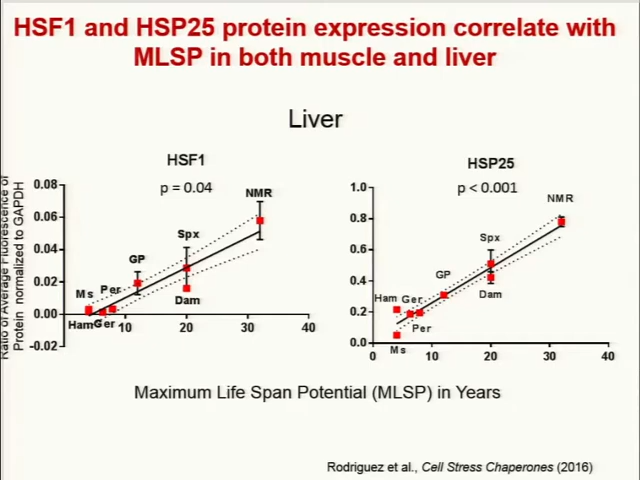 HSF1 and HSP25 protein expression correlate with
MLSP in both muscle and liver
Liver
HSF1
p = 0.04
Ratio of Average Fluorescence of
Protein normalized to GAPDH
0.08
0.06
0.04
0.02
0.00
-0.02
10
20
30
40
Ms
Per
Ham
Ger
GP
Spx
Dam
NMR
HSP25
p < 0.001
1.0
0.8
0.6
0.4
0.2
0.0
0
10
20
30
40
Ham
Ger
Per
Ms
GP
Spx
Dam
NMR
Maximum Life Span Potential (MLSP) in Years
Rodriguez et al., Cell Stress Chaperones (2016)